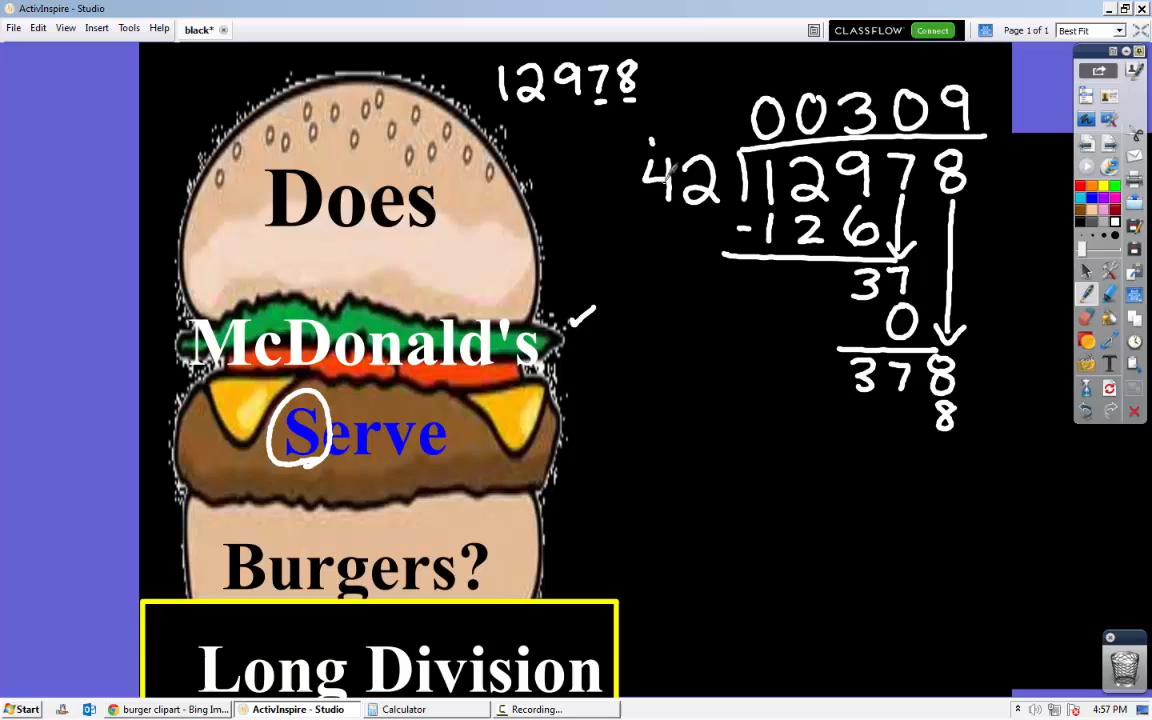 ActivInspire - Studio
File Edit View Insert Tools Help
black*
CLASSFLOW Connect
Page 1 of 1
Best Fit
12978
00309
42 12978
1
-126
37
0
378
8
Does
McDonald's
Serve
Burgers?
Long Division
Start
burger clipart - Bing Im...
ActivInspire - Studio
Calculator
Recording...
4:57 PM